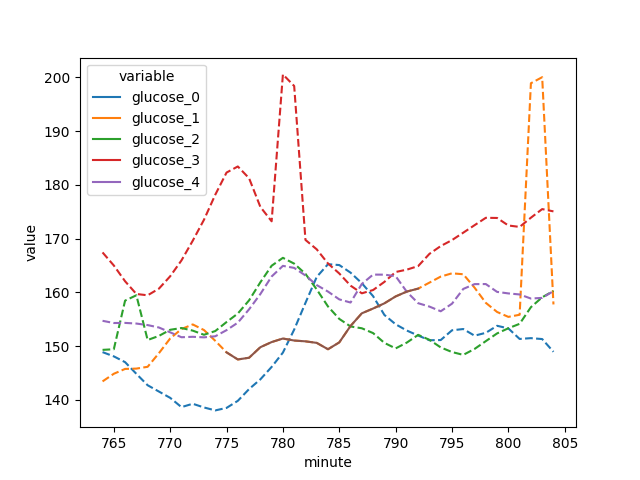 variable
glucose_0
glucose_1
glucose_2
glucose_3
glucose_4
value
200
190
180
170
160
150
140
765 770 775 780 785 790 795 800 805
minute